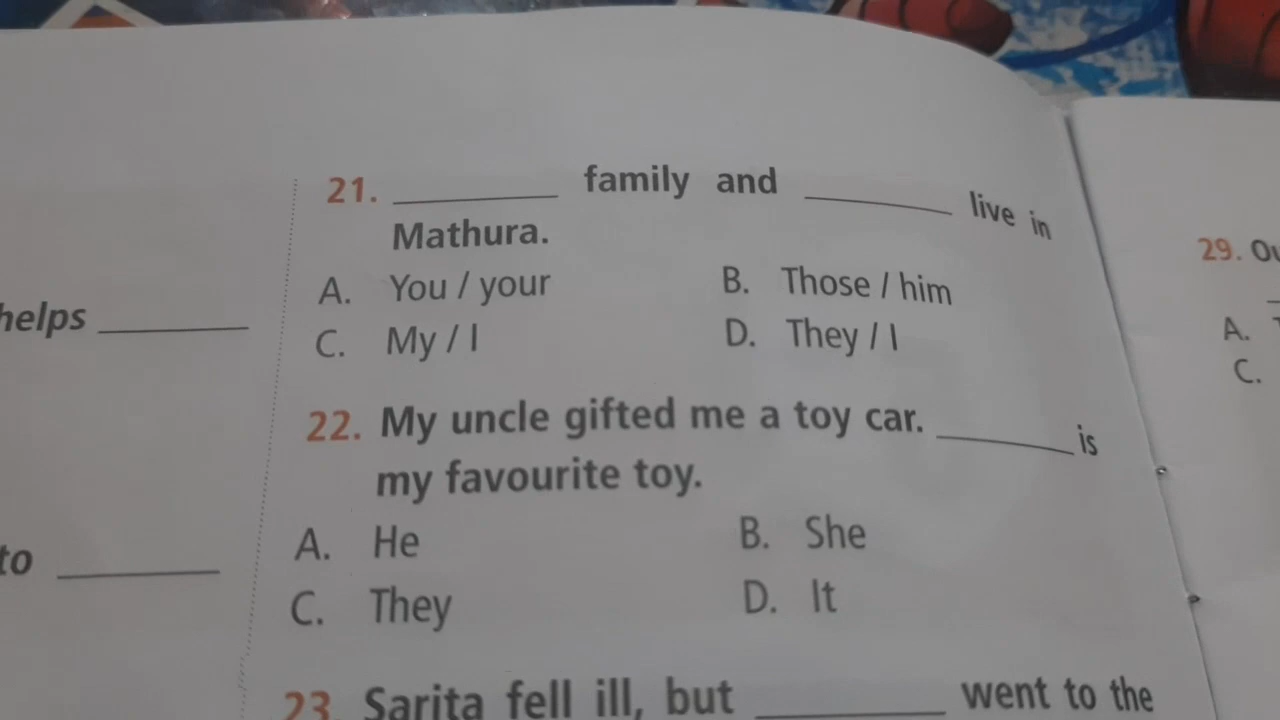 helps ________
to ________
21. ________ family and ________ live in
Mathura.
A. You / your B. Those / him
C. My / I D. They / I
22. My uncle gifted me a toy car. ________ is
my favourite toy.
A. He B. She
C. They D. It
23. Sarita fell ill, but ________ went to the
29.
A.
C.